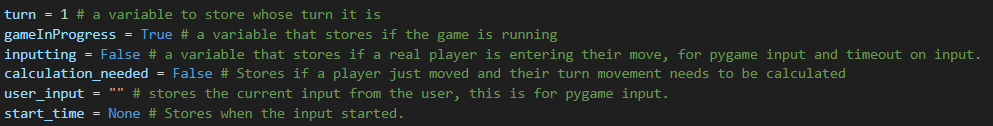 turn = 1 # a variable to store whose turn it is
gameInProgress = True # a variable that stores if the game is running
inputting = False # a variable that stores if a real player is entering their move, for pygame input and timeout on input.
calculation_needed = False # Stores if a player just moved and their turn movement needs to be calculated
user_input = "" # stores the current input from the user, this is for pygame input.
start_time = None # Stores when the input started.